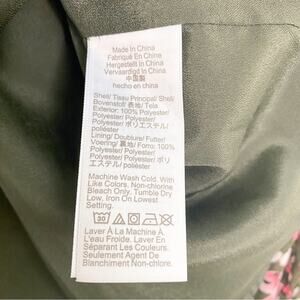 Made In China
Fabriqué En Chine
Hergestellt in China
Vervaardigd In China
中国製
hecho en china
Shell/ Tissu Principal/ Shell/
Bovenstof/ 表地/ Tela
Exterior: 100% Polyester/
Polyester/ Polyester/
Polyester/ ポリエステル/
poliéster
Lining/ Doublure/ Futter/
Voering/ 裏地/ Forro: 100%
Polyester/ Polyester/
Polyester/ Polyester/ ポリ
エステル/ poliéster
Machine Wash Cold. With
Like Colors. Non-chlorine
Bleach Only. Tumble Dry
Low. Iron On Lowest
Setting.
30
Laver À La Machine À
L'eau Froide. Laver En
Séparant Les Couleurs.
Seulement Agent De
Blanchiment Non-chlore.